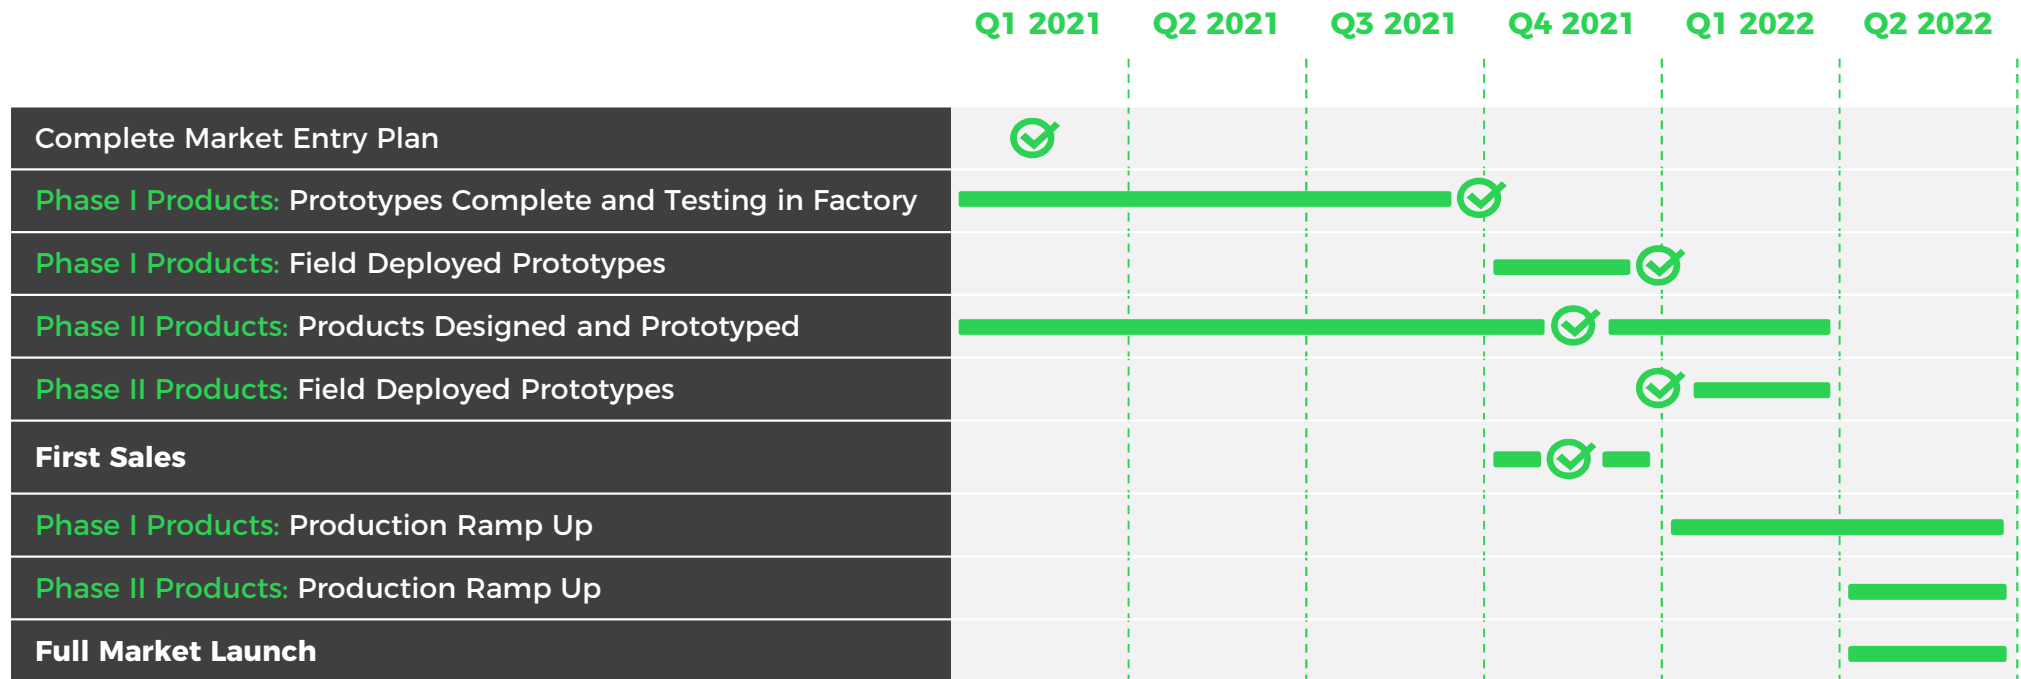 Q1 2021 Q2 2021 Q3 2021 Q4 2021 Q1 2022 Q2 2022
Complete Market Entry Plan
Phase I Products: Prototypes Complete and Testing in Factory
Phase I Products: Field Deployed Prototypes
Phase II Products: Products Designed and Prototyped
Phase II Products: Field Deployed Prototypes
First Sales
Phase I Products: Production Ramp Up
Phase II Products: Production Ramp Up
Full Market Launch